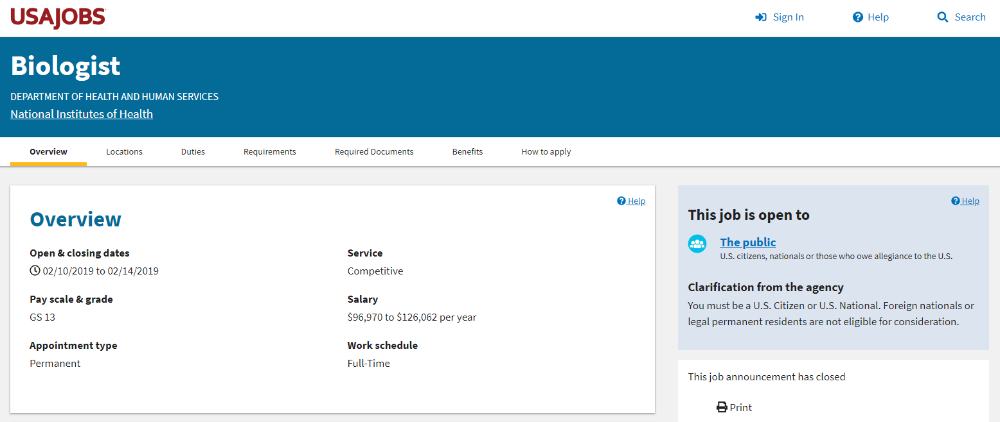 USAJOBS
Sign In
Help
Search
Biologist
DEPARTMENT OF HEALTH AND HUMAN SERVICES
National Institutes of Health
Overview
Locations
Duties
Requirements
Required Documents
Benefits
How to apply
Help
Overview
Open & closing dates
02/10/2019 to 02/14/2019
Service
Competitive
Pay scale & grade
GS 13
Salary
$96,970 to $126,062 per year
Appointment type
Permanent
Work schedule
Full-Time
Help
This job is open to
The public
U.S. citizens, nationals or those who owe allegiance to the U.S.
Clarification from the agency
You must be a U.S. Citizen or U.S. National. Foreign nationals or
legal permanent residents are not eligible for consideration.
This job announcement has closed
Print